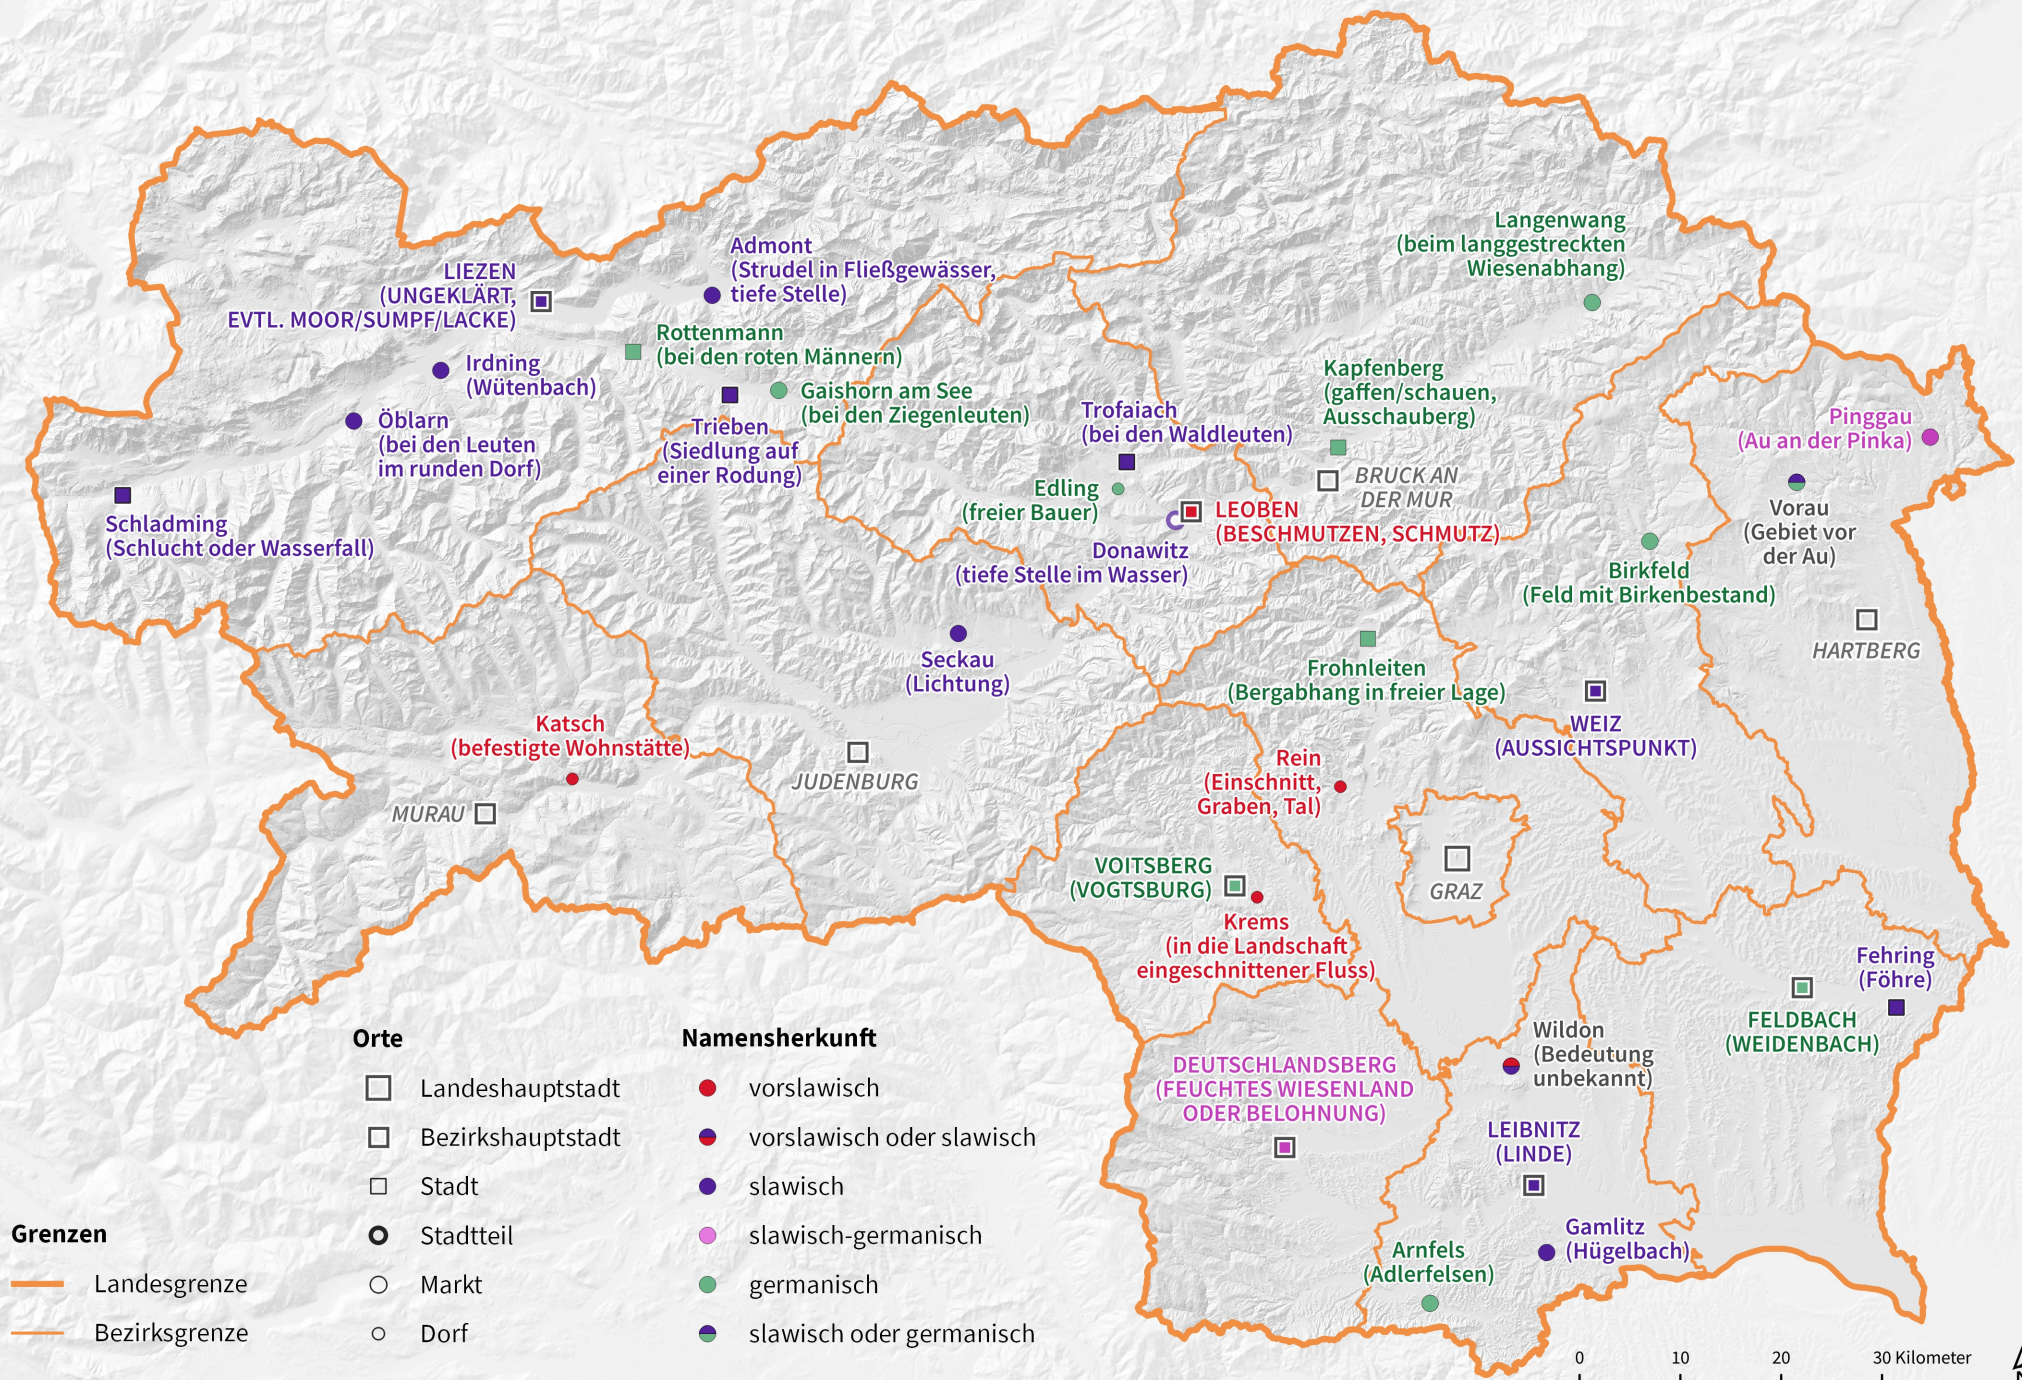 Langenwang
(beim langgestreckten
Wiesenabhang)
Admont
(Strudel in Fließgewässer,
tiefe Stelle)
LIEZEN
(UNGEKLÄRT,
EVTL. MOOR/SUMPF/LACKE)
Rottenmann
(bei den roten Männern)
Irdning
(Wütenbach)
Gaishorn am See
(bei den Ziegenleuten)
Kapfenberg
(gaffen/schauen,
Ausschauberg)
Öblarn
(bei den Leuten
im runden Dorf)
Trieben
(Siedlung auf
einer Rodung)
Trofaiach
(bei den Waldleuten)
Pinggau
(Au an der Pinka)
BRUCK AN
DER MUR
Edling
(freier Bauer)
LEOBEN
(BESCHMUTZEN, SCHMUTZ)
Vorau
(Gebiet vor
der Au)
Schladming
(Schlucht oder Wasserfall)
Donawitz
(tiefe Stelle im Wasser)
Birkfeld
(Feld mit Birkenbestand)
HARTBERG
Seckau
(Lichtung)
Frohnleiten
(Bergabhang in freier Lage)
Katsch
(befestigte Wohnstätte)
WEIZ
(AUSSICHTSPUNKT)
JUDENBURG
Rein
(Einschnitt,
Graben, Tal)
MURAU
VOITSBERG
(VOGTSBURG)
GRAZ
Krems
(in die Landschaft
eingeschnittener Fluss)
Fehring
(Föhre)
FELDBACH
(WEIDENBACH)
Wildon
(Bedeutung
unbekannt)
DEUTSCHLANDSBERG
(FEUCHTES WIESENLAND
ODER BELOHNUNG)
LEIBNITZ
(LINDE)
Gamlitz
(Hügelbach)
Arnfels
(Adlerfelsen)
Grenzen
Landesgrenze
Bezirksgrenze
Orte
Landeshauptstadt
Bezirkshauptstadt
Stadt
Stadtteil
Markt
Dorf
Namensherkunft
vorslawisch
vorslawisch oder slawisch
slawisch
slawisch-germanisch
germanisch
slawisch oder germanisch
0 10 20 30 Kilometer